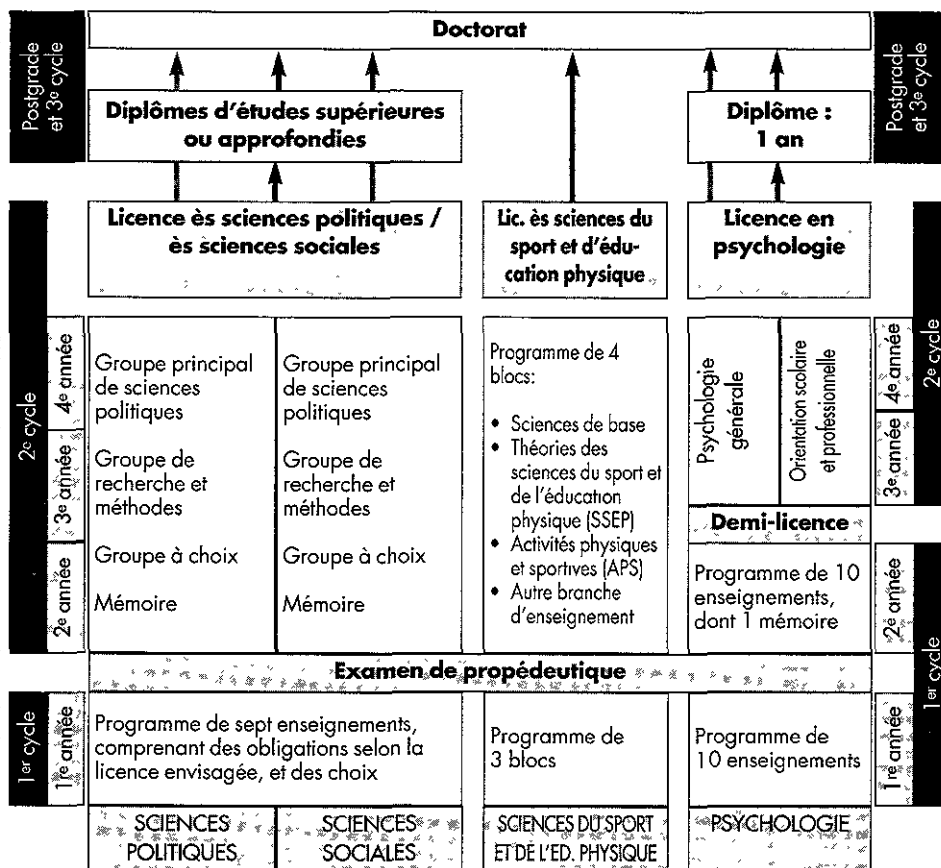 Doctorat
Postgrade
et 3e cycle
Diplômes d'études supérieures
ou approfondies
Diplôme :
1 an
Postgrade
et 3e cycle
Licence ès sciences politiques /
ès sciences sociales
Lic. ès sciences du
sport et d'édu-
cation physique
Licence en
psychologie
2e cycle
4e année
3e année
2e année
Groupe principal
de sciences
politiques
Groupe de
recherche et
méthodes
Groupe à choix
Mémoire
Groupe principal
de sciences
politiques
Groupe de
recherche et
méthodes
Groupe à choix
Mémoire
Programme de 4
blocs:
• Sciences de base
• Théories des
sciences du sport et
de l'éducation
physique (SSEP)
• Activités physiques
et sportives (APS)
• Autre branche
d'enseignement
Psychologie
générale
Orientation scolaire
et professionnelle
Demi-licence
Programme de 10
enseignements,
dont 1 mémoire
4e année
3e année
2e année
2e cycle
Examen de propédeutique
1er cycle
1re année
Programme de sept enseignements,
comprenant des obligations selon la
licence envisagée, et des choix
Programme de
3 blocs
Programme de
10 enseignements
1re année
1er cycle
SCIENCES
POLITIQUES
SCIENCES
SOCIALES
SCIENCES DU SPORT
ET DE L'ED. PHYSIQUE
PSYCHOLOGIE